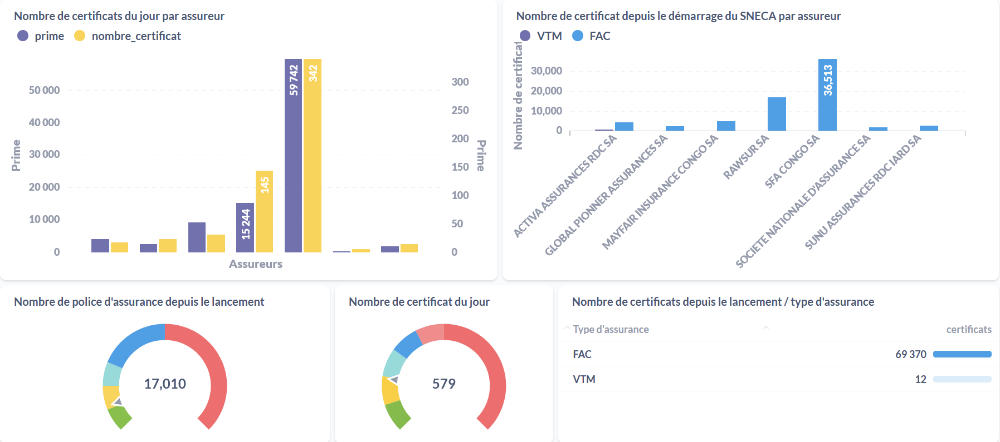 Nombre de certificats du jour par assureur
prime nombre_certificat
Prime
50 000
40 000
30 000
20 000
10 000
0
15 244
145
59 742
342
300
250
200
150
100
50
0
Prime
Assureurs
Nombre de certificat depuis le démarrage du SNECA par assureur
VTM FAC
Nombre de certificat
30,000
20,000
10,000
0
36,513
ACTIVA ASSURANCES RDC SA
GLOBAL PIONNER ASSURANCES SA
MAYFAIR INSURANCE CONGO SA
RAWSUR SA
SFA CONGO SA
SOCIETE NATIONALE D'ASSURANCE SA
SUNU ASSURANCES RDC IARD SA
Nombre de police d'assurance depuis le lancement
17,010
Nombre de certificat du jour
579
Nombre de certificats depuis le lancement / type d'assurance
Type d'assurance certificats
FAC 69 370
VTM 12